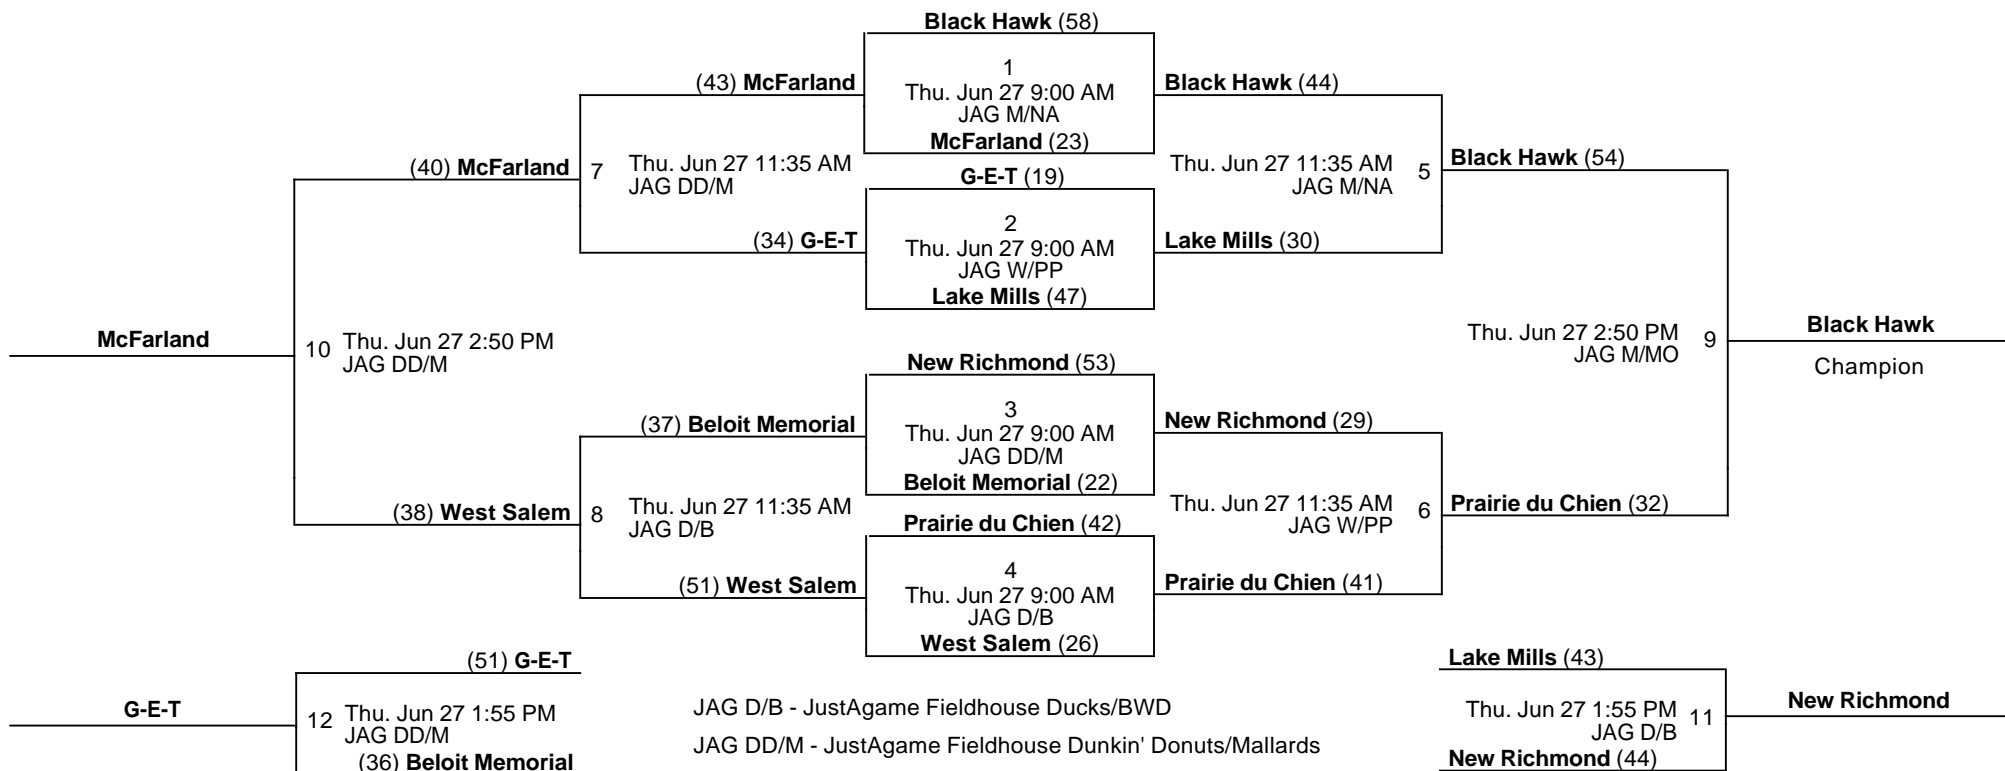 Black Hawk (58)
1
Thu. Jun 27 9:00 AM
JAG M/NA
McFarland (23)
(43) McFarland
Black Hawk (44)
(40) McFarland
7
Thu. Jun 27 11:35 AM
JAG DD/M
G-E-T (19)
2
Thu. Jun 27 9:00 AM
JAG W/PP
Lake Mills (47)
Thu. Jun 27 11:35 AM
JAG M/NA
5
Black Hawk (54)
(34) G-E-T
Lake Mills (30)
McFarland
10
Thu. Jun 27 2:50 PM
JAG DD/M
Thu. Jun 27 2:50 PM
JAG M/MO
9
Black Hawk
Champion
New Richmond (53)
3
Thu. Jun 27 9:00 AM
JAG DD/M
Beloit Memorial (22)
(37) Beloit Memorial
New Richmond (29)
(38) West Salem
8
Thu. Jun 27 11:35 AM
JAG D/B
Prairie du Chien (42)
4
Thu. Jun 27 9:00 AM
JAG D/B
West Salem (26)
Thu. Jun 27 11:35 AM
JAG W/PP
6
Prairie du Chien (32)
(51) West Salem
Prairie du Chien (41)
(51) G-E-T
G-E-T
12
Thu. Jun 27 1:55 PM
JAG DD/M
(36) Beloit Memorial
JAG D/B - JustAgame Fieldhouse Ducks/BWD
JAG DD/M - JustAgame Fieldhouse Dunkin' Donuts/Mallards
Lake Mills (43)
Thu. Jun 27 1:55 PM
JAG D/B
11
New Richmond (44)
New Richmond